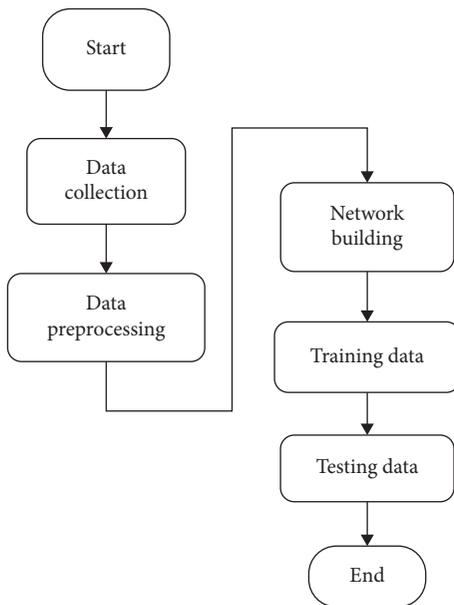 Start
Data
collection
Data
preprocessing
Network
building
Training data
Testing data
End